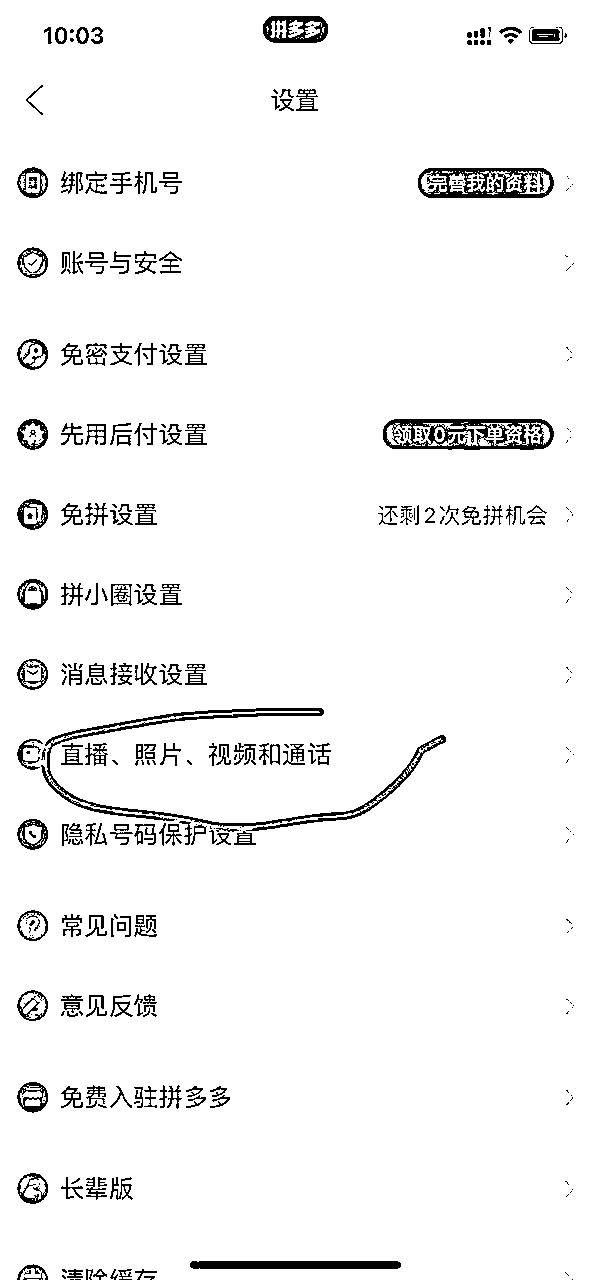 10:03
拼多多
设置
绑定手机号
完善我的资料
账号与安全
免密支付设置
先用后付设置
领取0元下单资格
免拼设置
还剩2次免拼机会
拼小圈设置
消息接收设置
直播、照片、视频和通话
隐私号码保护设置
常见问题
意见反馈
免费入驻拼多多
长辈版
清除缓存